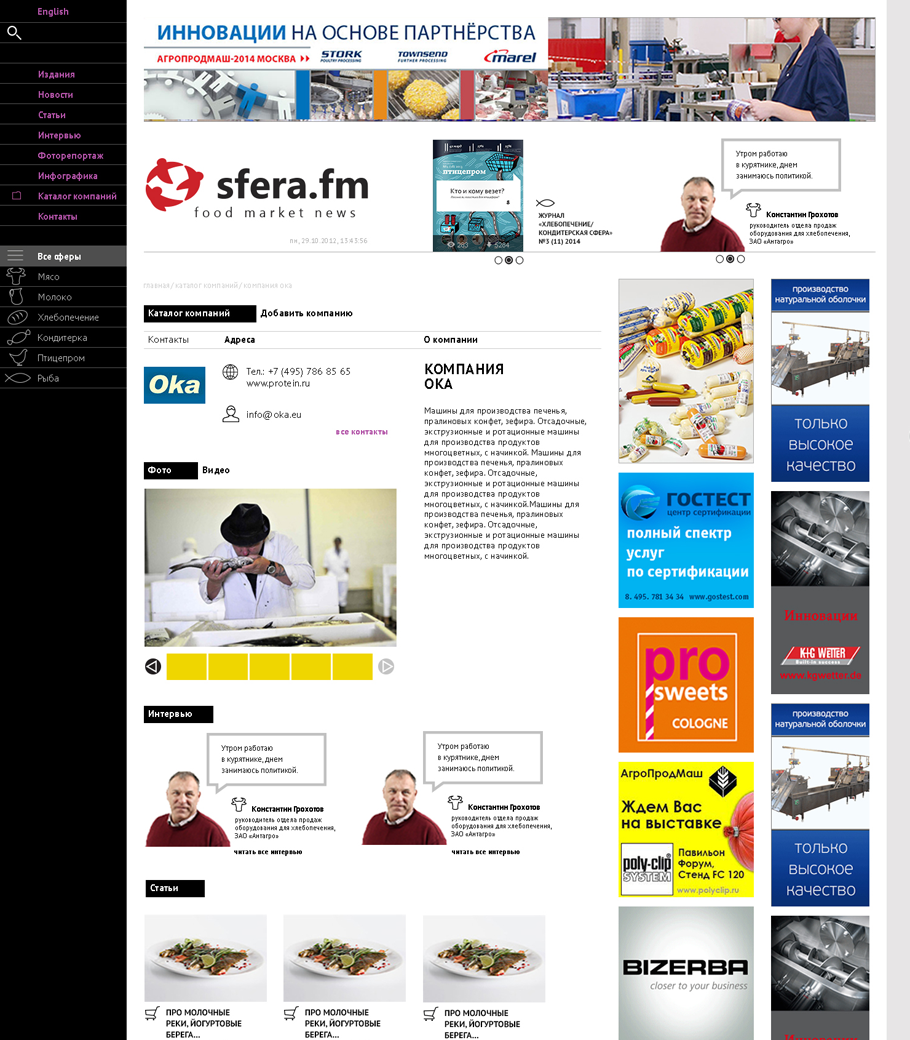 English
Издания
Новости
Статьи
Интервью
Фоторепортаж
Инфографика
Каталог компаний
Контакты
Все сферы
Мясо
Молоко
Хлебопечение
Кондитерка
Птицепром
Рыба
ИННОВАЦИИ НА ОСНОВЕ ПАРТНЁРСТВА
АГРОПРОДМАШ-2014 МОСКВА
STORK
POULTRY PROCESSING
TOWNSEND
FURTHER PROCESSING
marel
sfera.fm
food market news
пн, 29.10.2012, 13:43:56
птицепром
Кто и кому везет?
8
283
5284
ЖУРНАЛ
«ХЛЕБОПЕЧЕНИЕ/
КОНДИТЕРСКАЯ СФЕРА»
№3 (11) 2014
Утром работаю
в курятнике, днем
занимаюсь политикой.
Константин Грохотов
руководитель отдела продаж
оборудования для хлебопечения,
ЗАО «Антагро»
главная/ каталог компаний/ компания ока
Каталог компаний
Добавить компанию
Контакты
Адреса
О компании
Oka
Тел.: +7 (495) 786 85 65
www.protein.ru
info@oka.eu
все контакты
КОМПАНИЯ
ОКА
Машины для производства печенья,
пралиновых конфет, зефира. Отсадочные,
экструзионные и ротационные машины
для производства продуктов
многоцветных, с начинкой. Машины для
производства печенья, пралиновых
конфет, зефира. Отсадочные,
экструзионные и ротационные машины
для производства продуктов
многоцветных, с начинкой.Машины для
производства печенья, пралиновых
конфет, зефира. Отсадочные,
экструзионные и ротационные машины
для производства продуктов
многоцветных, с начинкой.
Фото
Видео
Интервью
Утром работаю
в курятнике, днем
занимаюсь политикой.
Константин Грохотов
руководитель отдела продаж
оборудования для хлебопечения,
ЗАО «Антагро»
читать все интервью
Утром работаю
в курятнике, днем
занимаюсь политикой.
Константин Грохотов
руководитель отдела продаж
оборудования для хлебопечения,
ЗАО «Антагро»
читать все интервью
Статьи
ПРО МОЛОЧНЫЕ
РЕКИ, ЙОГУРТОВЫЕ
БЕРЕГА...
ПРО МОЛОЧНЫЕ
РЕКИ, ЙОГУРТОВЫЕ
БЕРЕГА...
ПРО МОЛОЧНЫЕ
РЕКИ, ЙОГУРТОВЫЕ
БЕРЕГА...
ГОСТЕСТ
центр сертификации
полный спектр
услуг
по сертификации
8. 495. 781 34 34 www.gostest.com
pro
sweets
COLOGNE
АгроПродМаш
Ждем Вас
на выставке
poly-clip
SYSTEM
Павильон
Форум,
Стенд FC 120
www.polyclip.ru
BIZERBA
closer to your business
производство
натуральной оболочки
только
высокое
качество
Инновации
K+G WETTER
Built-in success
www.kgwetter.de
производство
натуральной оболочки
только
высокое
качество
Инновации